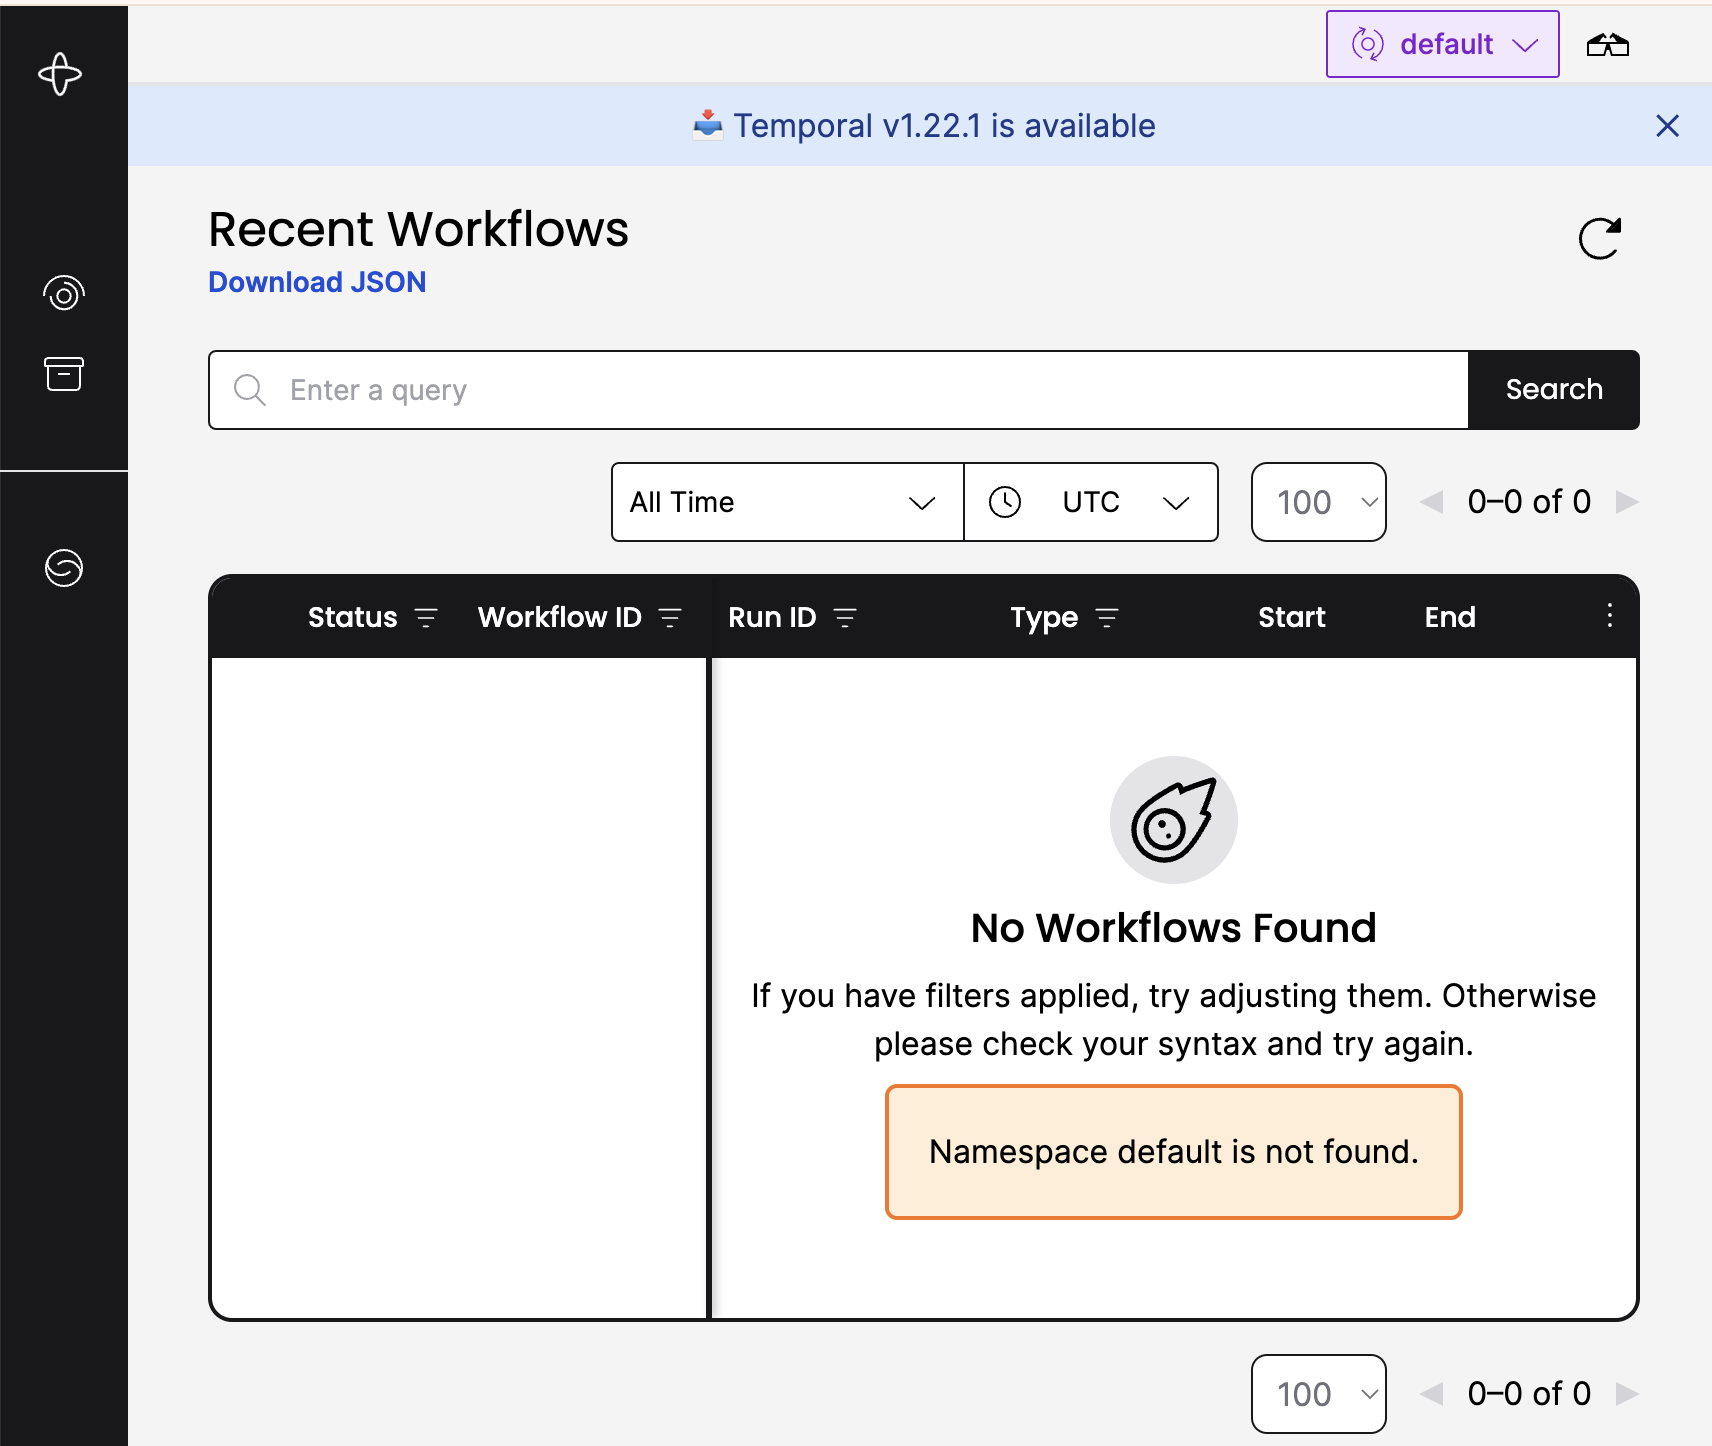 default
Temporal v1.22.1 is available
Recent Workflows
Download JSON
Enter a query
Search
All Time
UTC
100
0–0 of 0
Status
Workflow ID
Run ID
Type
Start
End
No Workflows Found
If you have filters applied, try adjusting them. Otherwise
please check your syntax and try again.
Namespace default is not found.
100
0–0 of 0